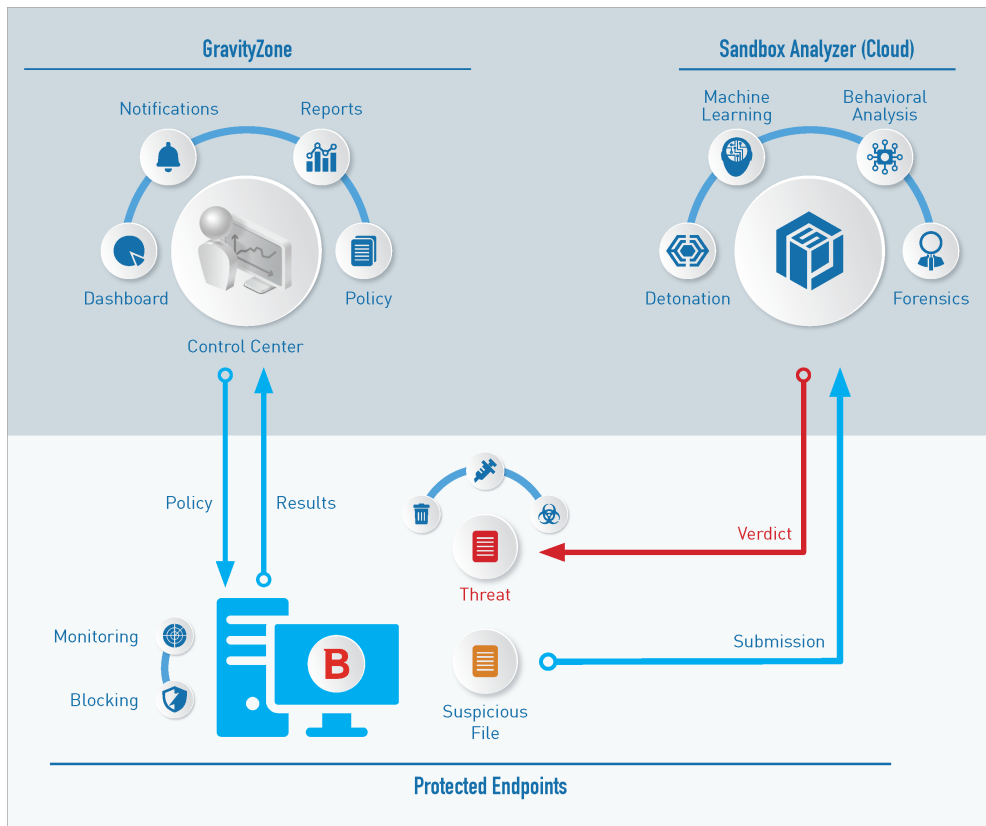 GravityZone
Sandbox Analyzer (Cloud)
Notifications
Reports
Dashboard
Policy
Control Center
Machine
Learning
Behavioral
Analysis
Detonation
Forensics
Policy
Results
Verdict
Threat
Monitoring
Blocking
B
Submission
Suspicious
File
Protected Endpoints